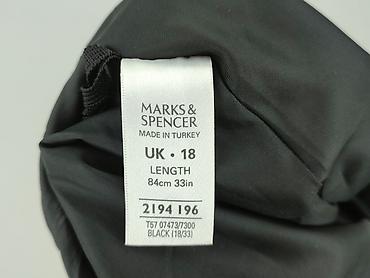 MARKS &
SPENCER
MADE IN TURKEY
UK • 18
LENGTH
84cm 33in
2194 196
T57 07473/7300
BLACK (18/33)